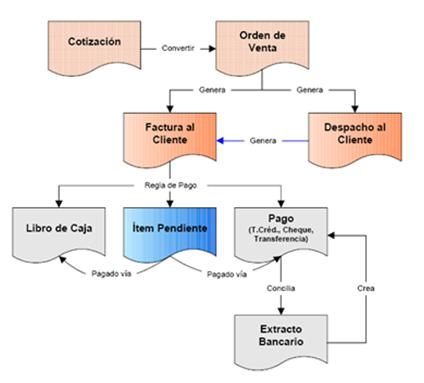 Cotización
Convertir
Orden de
Venta
Genera
Genera
Factura al
Cliente
Genera
Despacho al
Cliente
Regla de Pago
Libro de Caja
Ítem Pendiente
Pago
(T.Créd., Cheque,
Transferencia)
Pagado vía
Pagado vía
Concilia
Crea
Extracto
Bancario